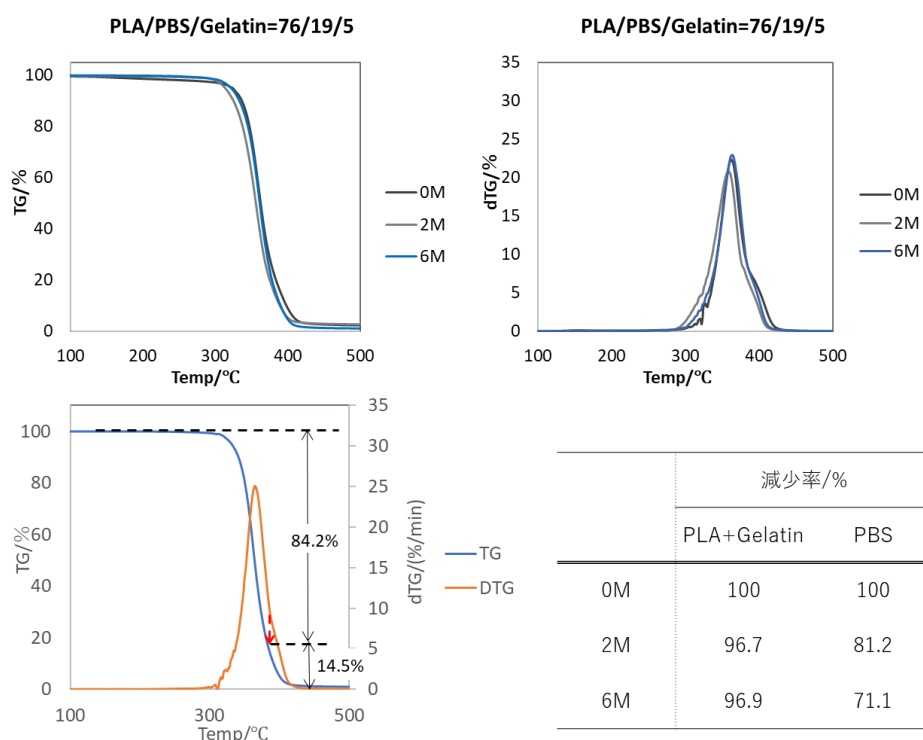 PLA/PBS/Gelatin=76/19/5
100
80
60
40
20
0
TG/%
100
200
300
400
500
Temp/℃
0M
2M
6M
PLA/PBS/Gelatin=76/19/5
35
30
25
20
15
10
5
0
dTG/%
100
200
300
400
500
Temp/℃
0M
2M
6M
100
80
60
40
20
0
TG/%
35
30
25
20
15
10
5
0
dTG/(%/min)
84.2%
14.5%
100
300
500
Temp/℃
TG
DTG
減少率/%
PLA+Gelatin PBS
0M 100 100
2M 96.7 81.2
6M 96.9 71.1